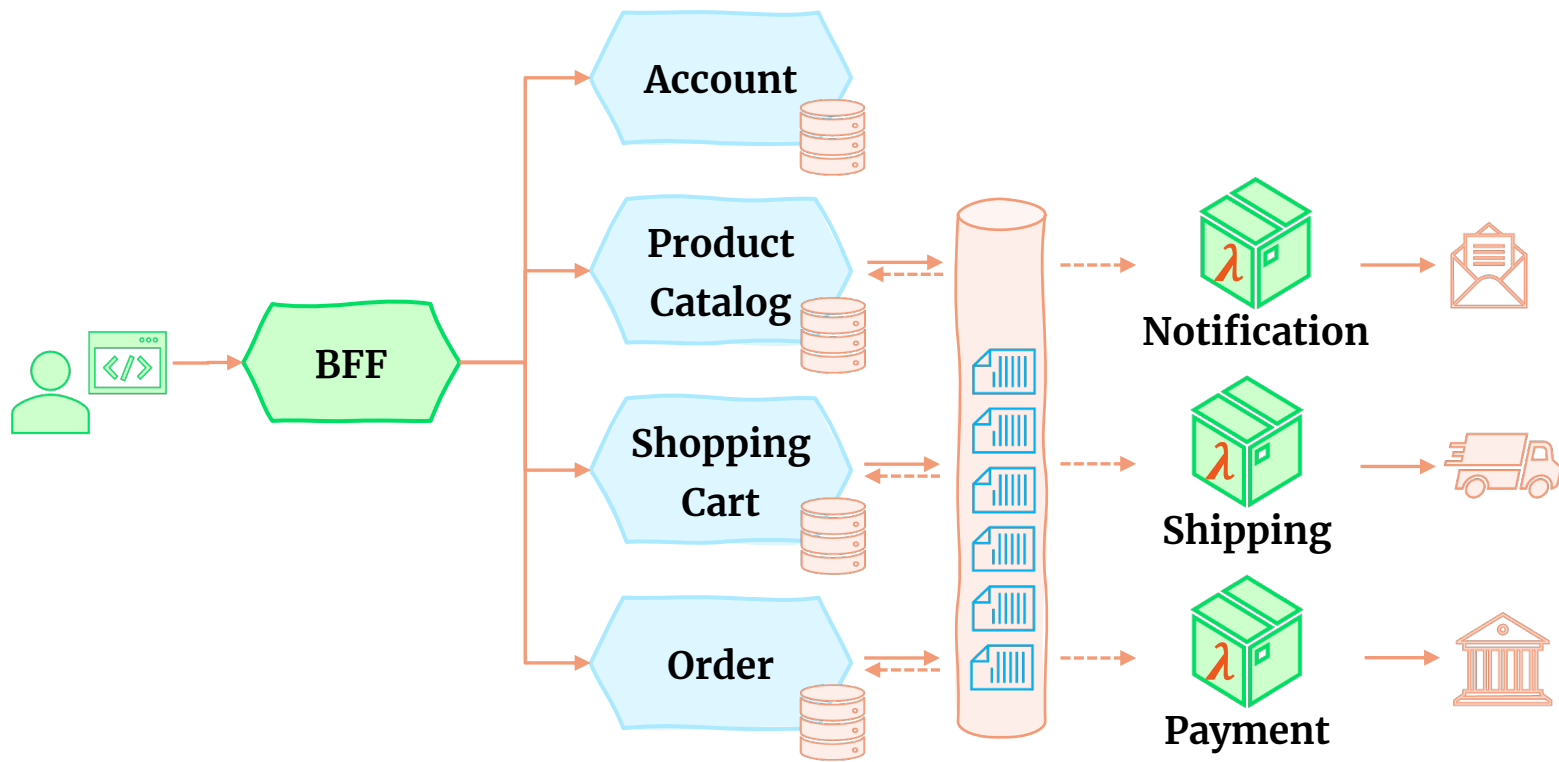 Account
Product
Catalog
BFF
</>
Shopping
Cart
Order
λ
Notification
λ
Shipping
λ
Payment